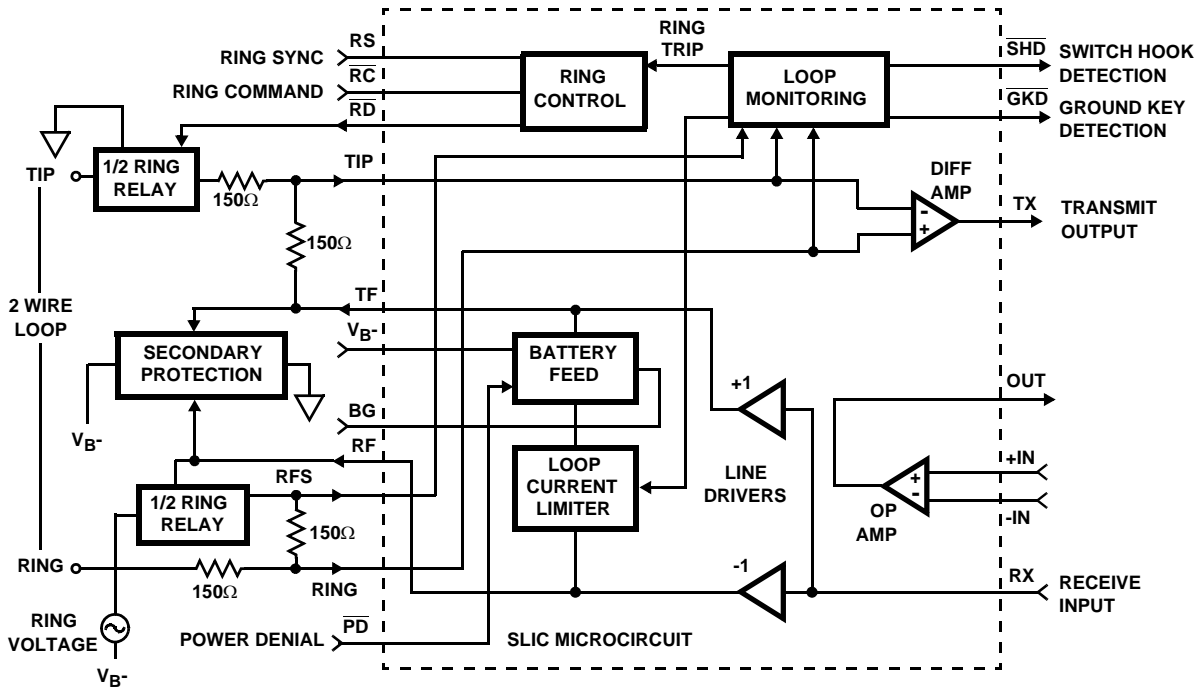 RS
RING SYNC
RC
RING COMMAND
RD
RING
CONTROL
RING
TRIP
LOOP
MONITORING
SHD
SWITCH HOOK
DETECTION
GKD
GROUND KEY
DETECTION
TIP
1/2 RING
RELAY
150Ω
TIP
DIFF
AMP
-
+
TX
TRANSMIT
OUTPUT
150Ω
2 WIRE
LOOP
TF
VB-
SECONDARY
PROTECTION
BATTERY
FEED
+1
OUT
VB-
BG
RF
RFS
LOOP
CURRENT
LIMITER
LINE
DRIVERS
+
-
OP
AMP
+IN
-IN
1/2 RING
RELAY
150Ω
RING
150Ω
RING
-1
RX
RECEIVE
INPUT
RING
VOLTAGE
VB-
POWER DENIAL
PD
SLIC MICROCIRCUIT